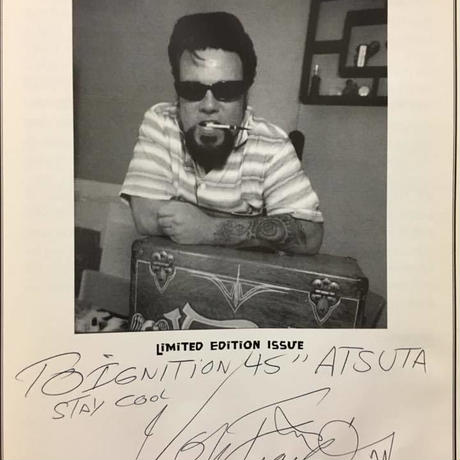 LIMITED EDITION ISSUE
TO IGNITION 45" ATSUTA
STAY COOL